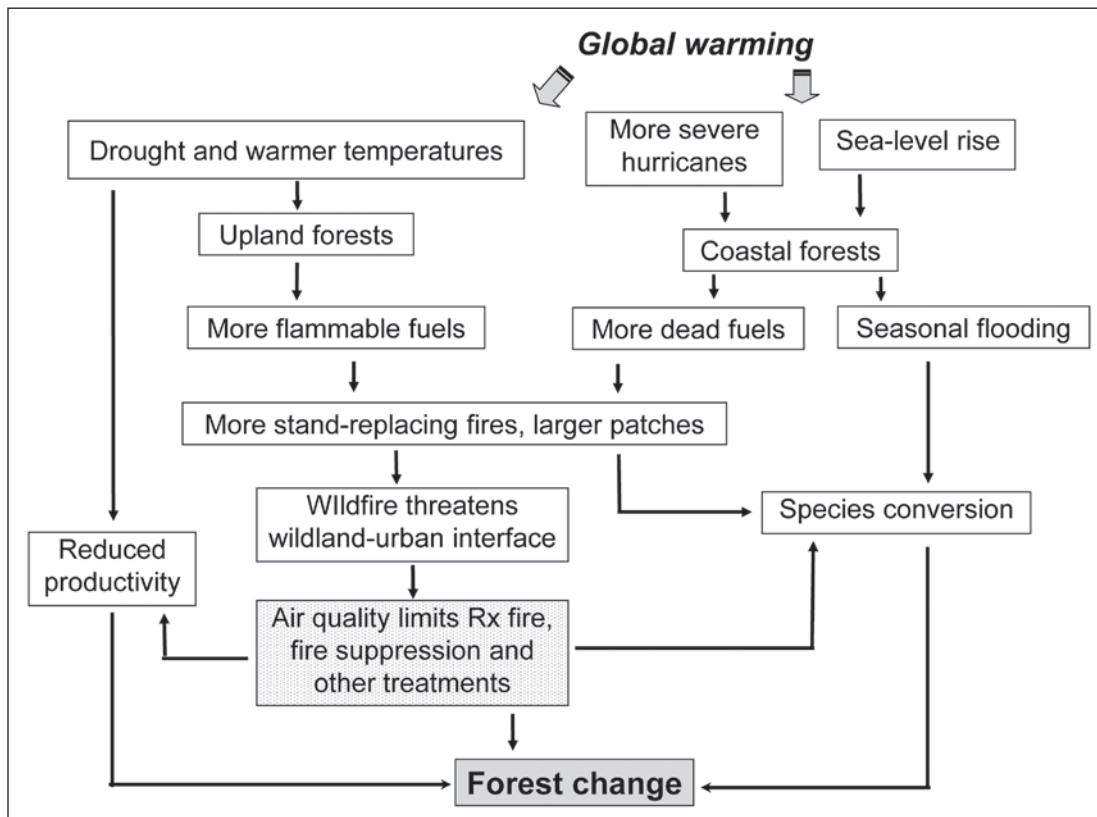 Global warming
Drought and warmer temperatures
More severe
hurricanes
Sea-level rise
Upland forests
Coastal forests
More flammable fuels
More dead fuels
Seasonal flooding
More stand-replacing fires, larger patches
WIldfire threatens
wildland-urban interface
Species conversion
Reduced
productivity
Air quality limits Rx fire,
fire suppression and
other treatments
Forest change